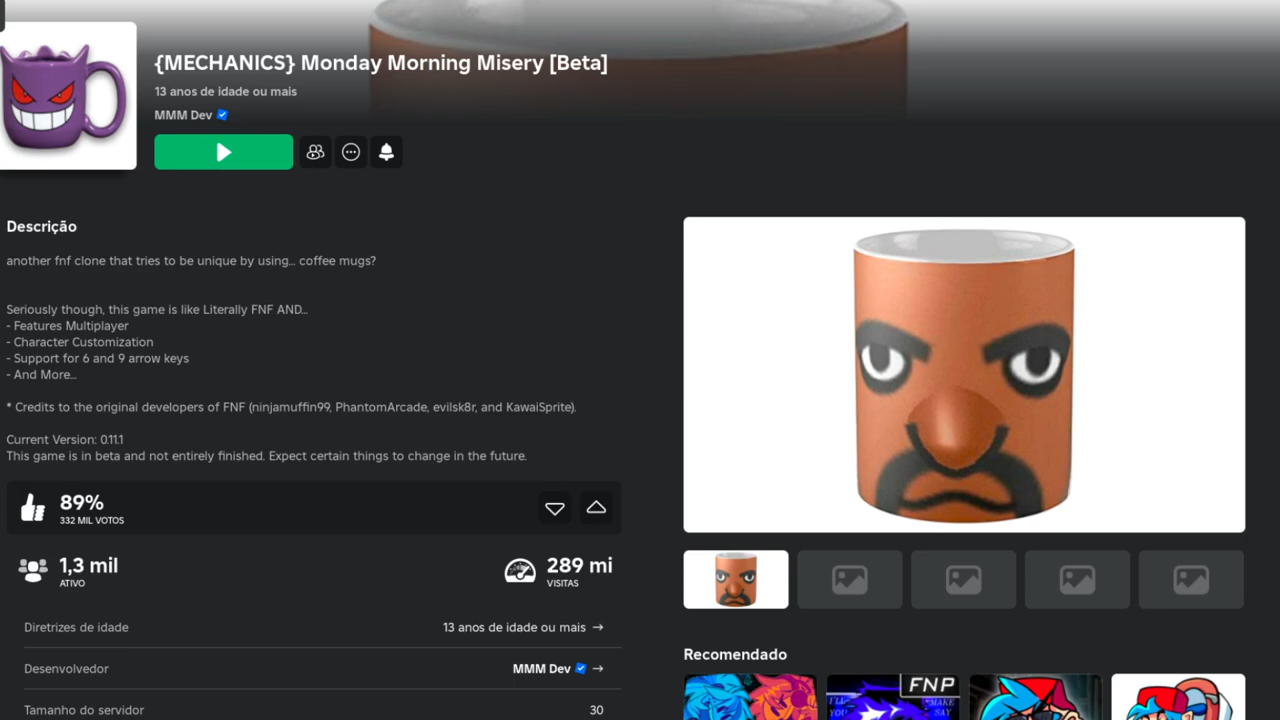 {MECHANICS} Monday Morning Misery [Beta]
13 anos de idade ou mais
MMM Dev
Descrição
another fnf clone that tries to be unique by using... coffee mugs?
Seriously though, this game is like Literally FNF AND...
- Features Multiplayer
- Character Customization
- Support for 6 and 9 arrow keys
- And More...
* Credits to the original developers of FNF (ninjamuffin99, PhantomArcade, evilsk8r, and KawaiSprite).
Current Version: 0.11.1
This game is in beta and not entirely finished. Expect certain things to change in the future.
89%
332 MIL VOTOS
1,3 mil
ATIVO
289 mi
VISITAS
Diretrizes de idade
13 anos de idade ou mais →
Desenvolvedor
MMM Dev →
Tamanho do servidor
30
Recomendado
FNP
I'LL
YOU
MAKE
SAY